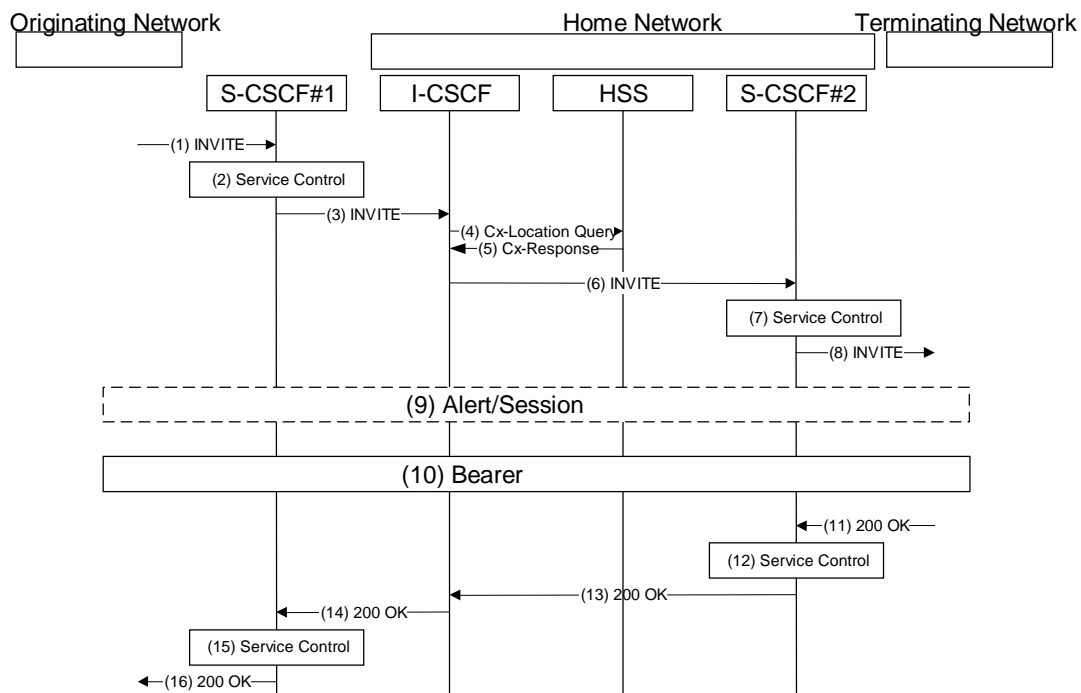 Originating Network
Home Network
Terminating Network
S-CSCF#1
I-CSCF
HSS
S-CSCF#2
(1) INVITE
(2) Service Control
(3) INVITE
(4) Cx-Location Query
(5) Cx-Response
(6) INVITE
(7) Service Control
(8) INVITE
(9) Alert/Session
(10) Bearer
(11) 200 OK
(12) Service Control
(13) 200 OK
(14) 200 OK
(15) Service Control
(16) 200 OK